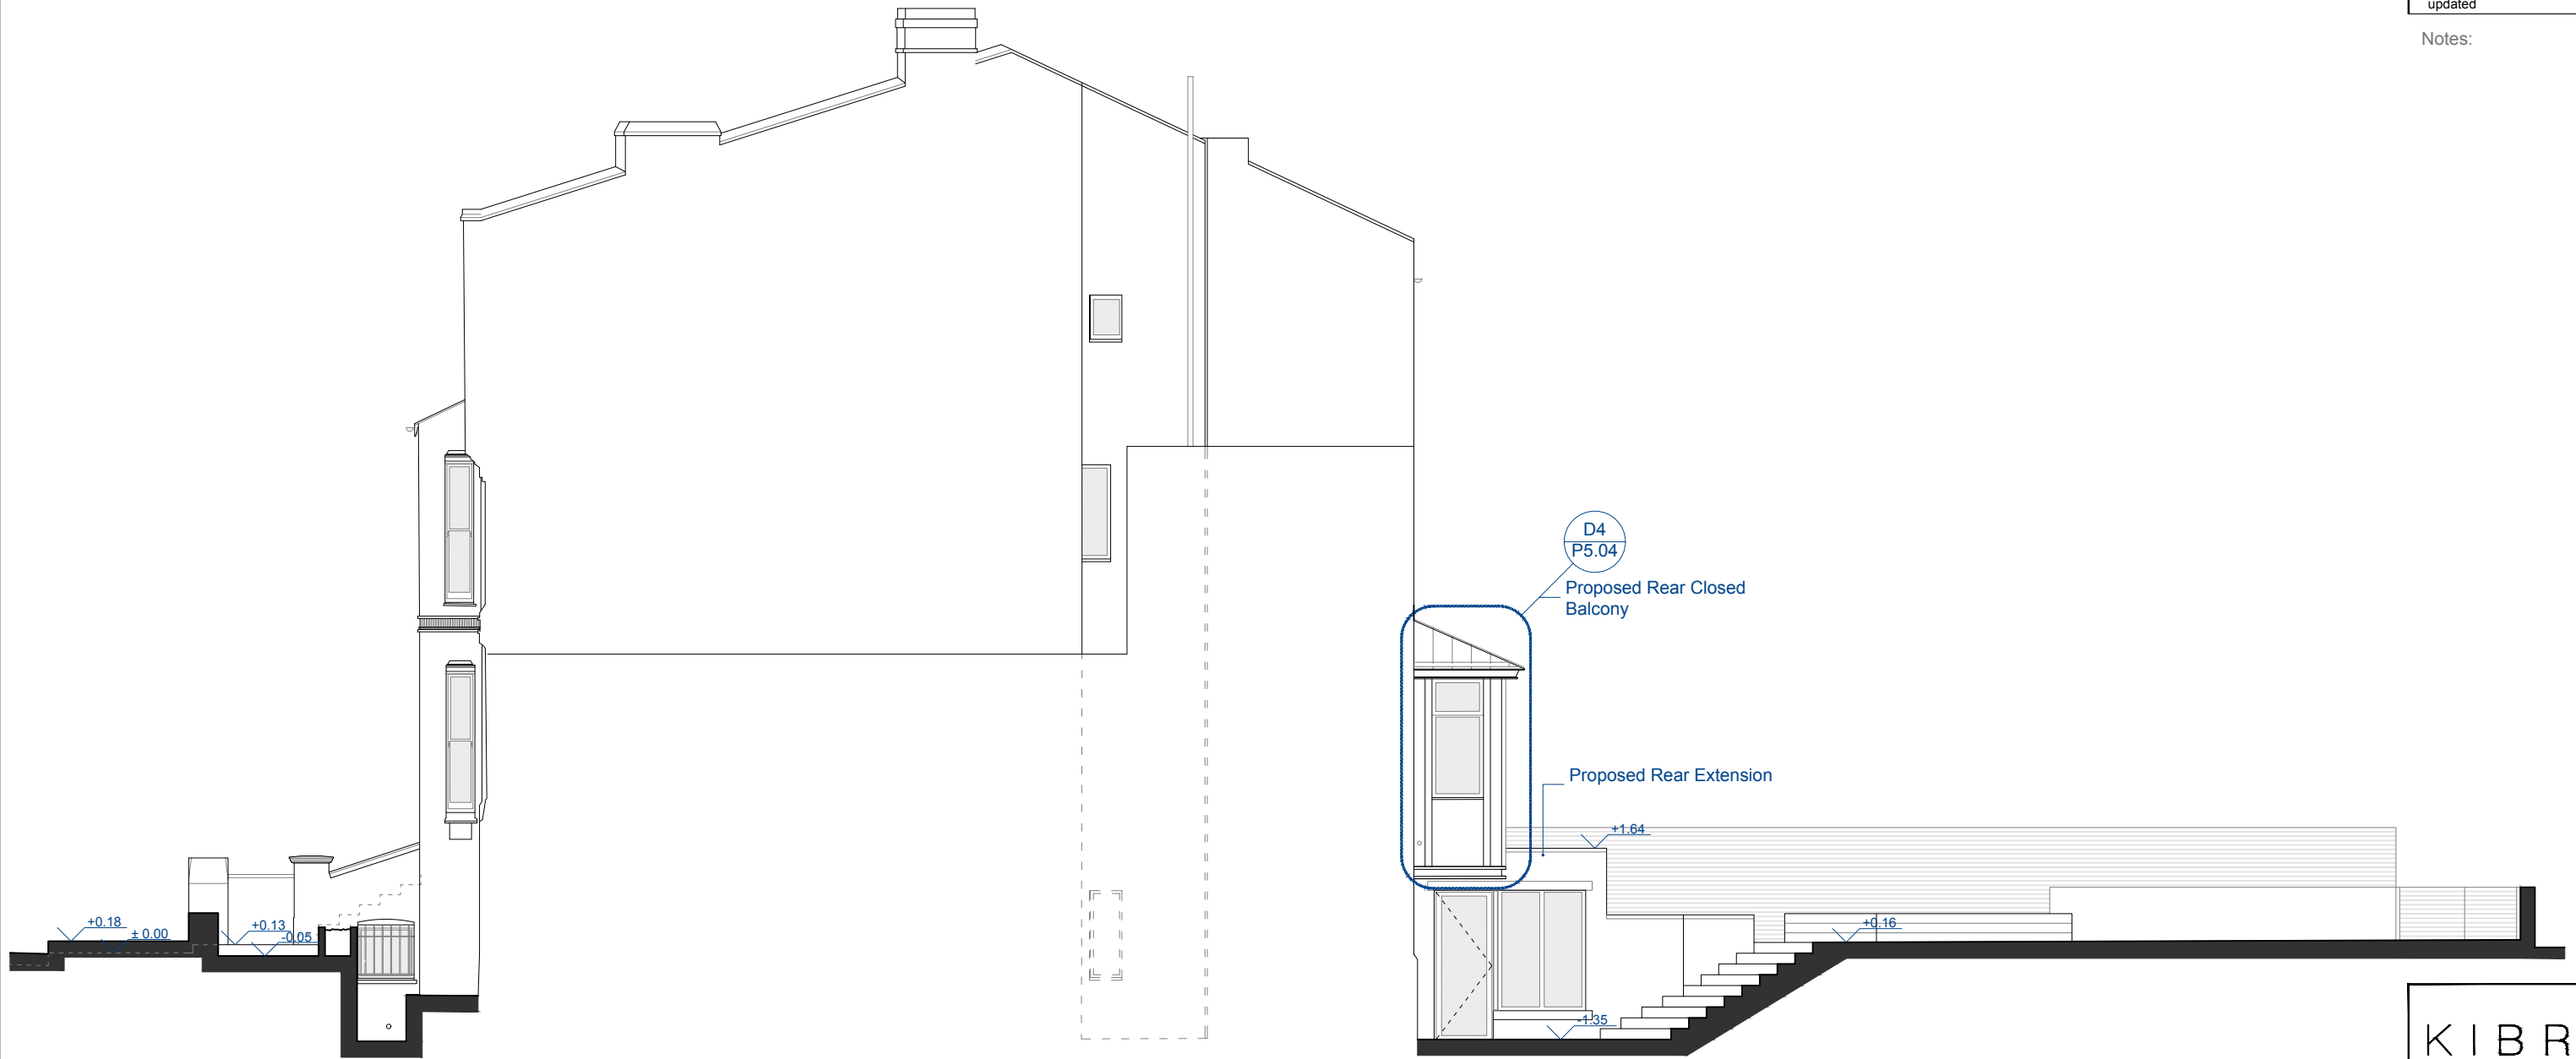 updated
Notes:
D4
P5.04
Proposed Rear Closed
Balcony
Proposed Rear Extension
+1.64
+0.18
± 0.00
+0.13
-0.05
+0.16
-1.35
KIBR